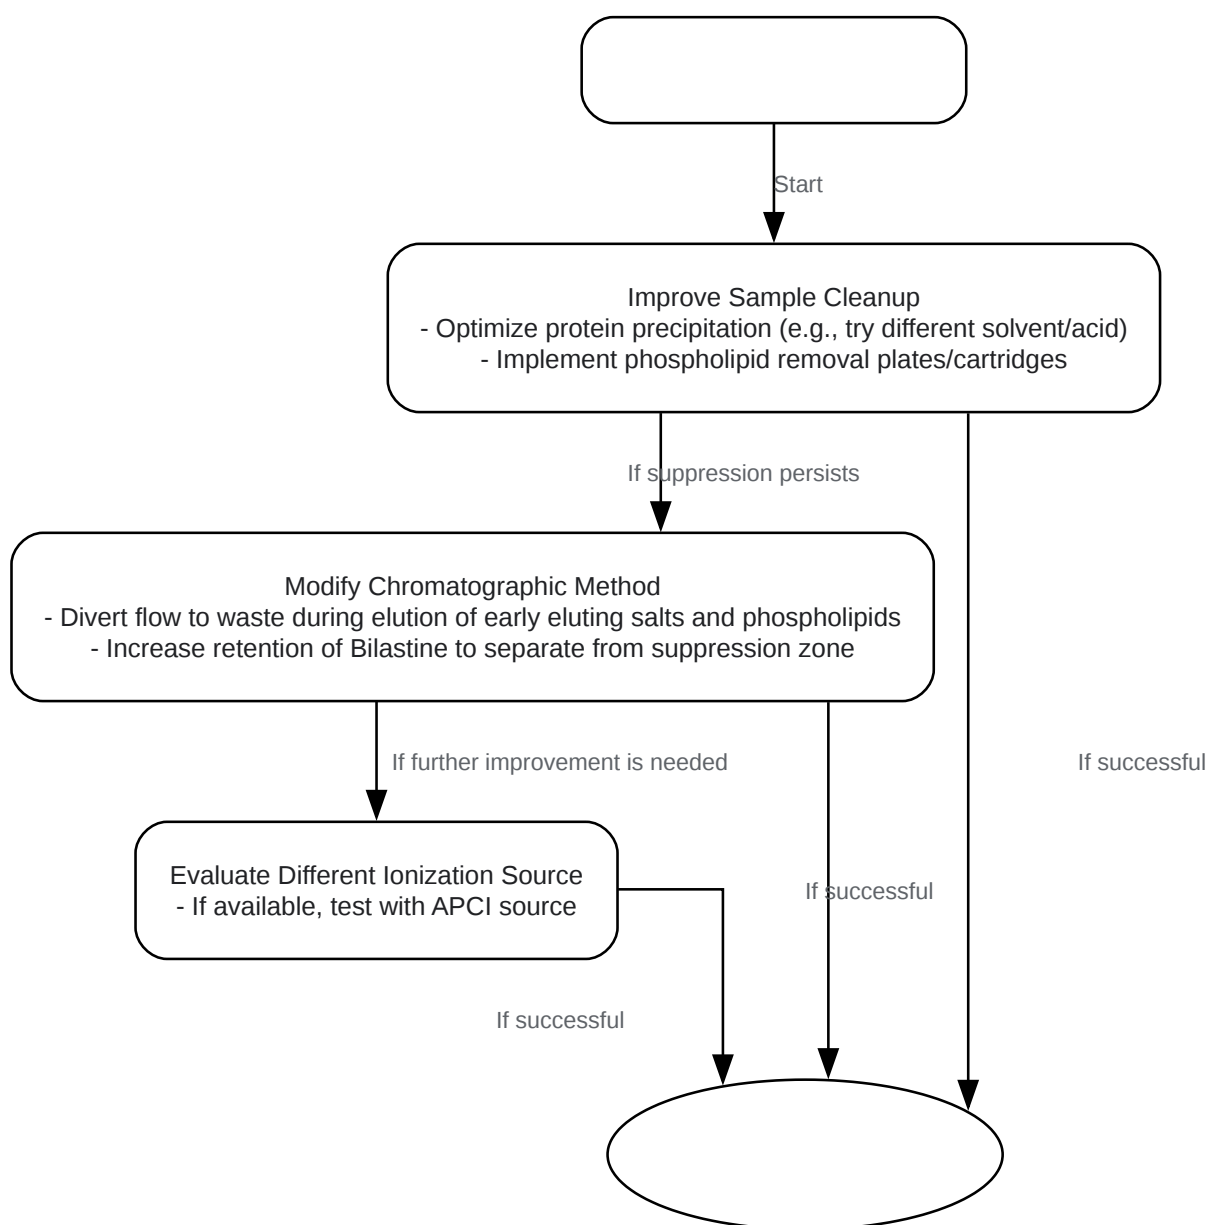 Start
Improve Sample Cleanup
- Optimize protein precipitation (e.g., try different solvent/acid)
- Implement phospholipid removal plates/cartridges
If suppression persists
Modify Chromatographic Method
- Divert flow to waste during elution of early eluting salts and phospholipids
- Increase retention of Bilastine to separate from suppression zone
If further improvement is needed
If successful
Evaluate Different Ionization Source
- If available, test with APCI source
If successful
If successful